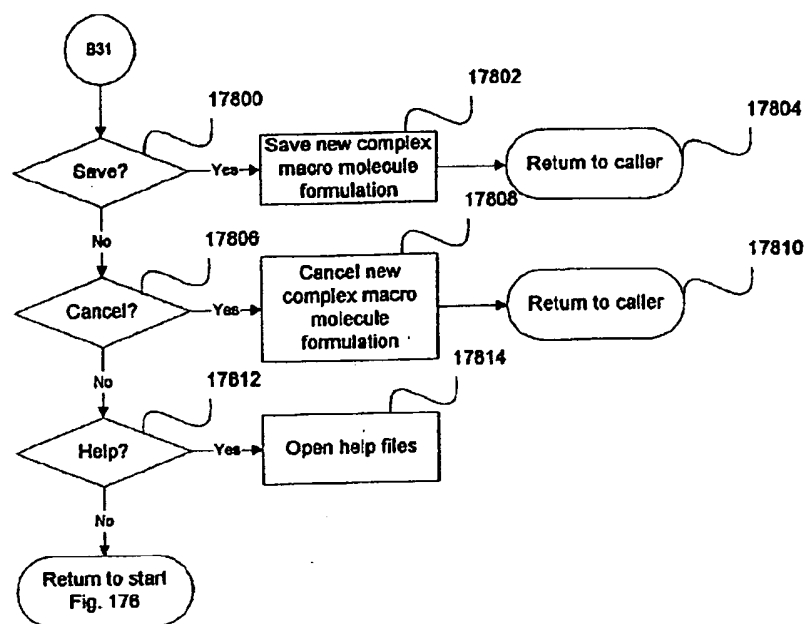 B31
17800
17802
17804
Save?
Yes
Save new complex
macro molecule
formulation
Return to caller
No
17806
17808
17810
Cancel?
Yes
Cancel new
complex macro
molecule
formulation
Return to caller
No
17812
17814
Help?
Yes
Open help files
No
Return to start
Fig. 176